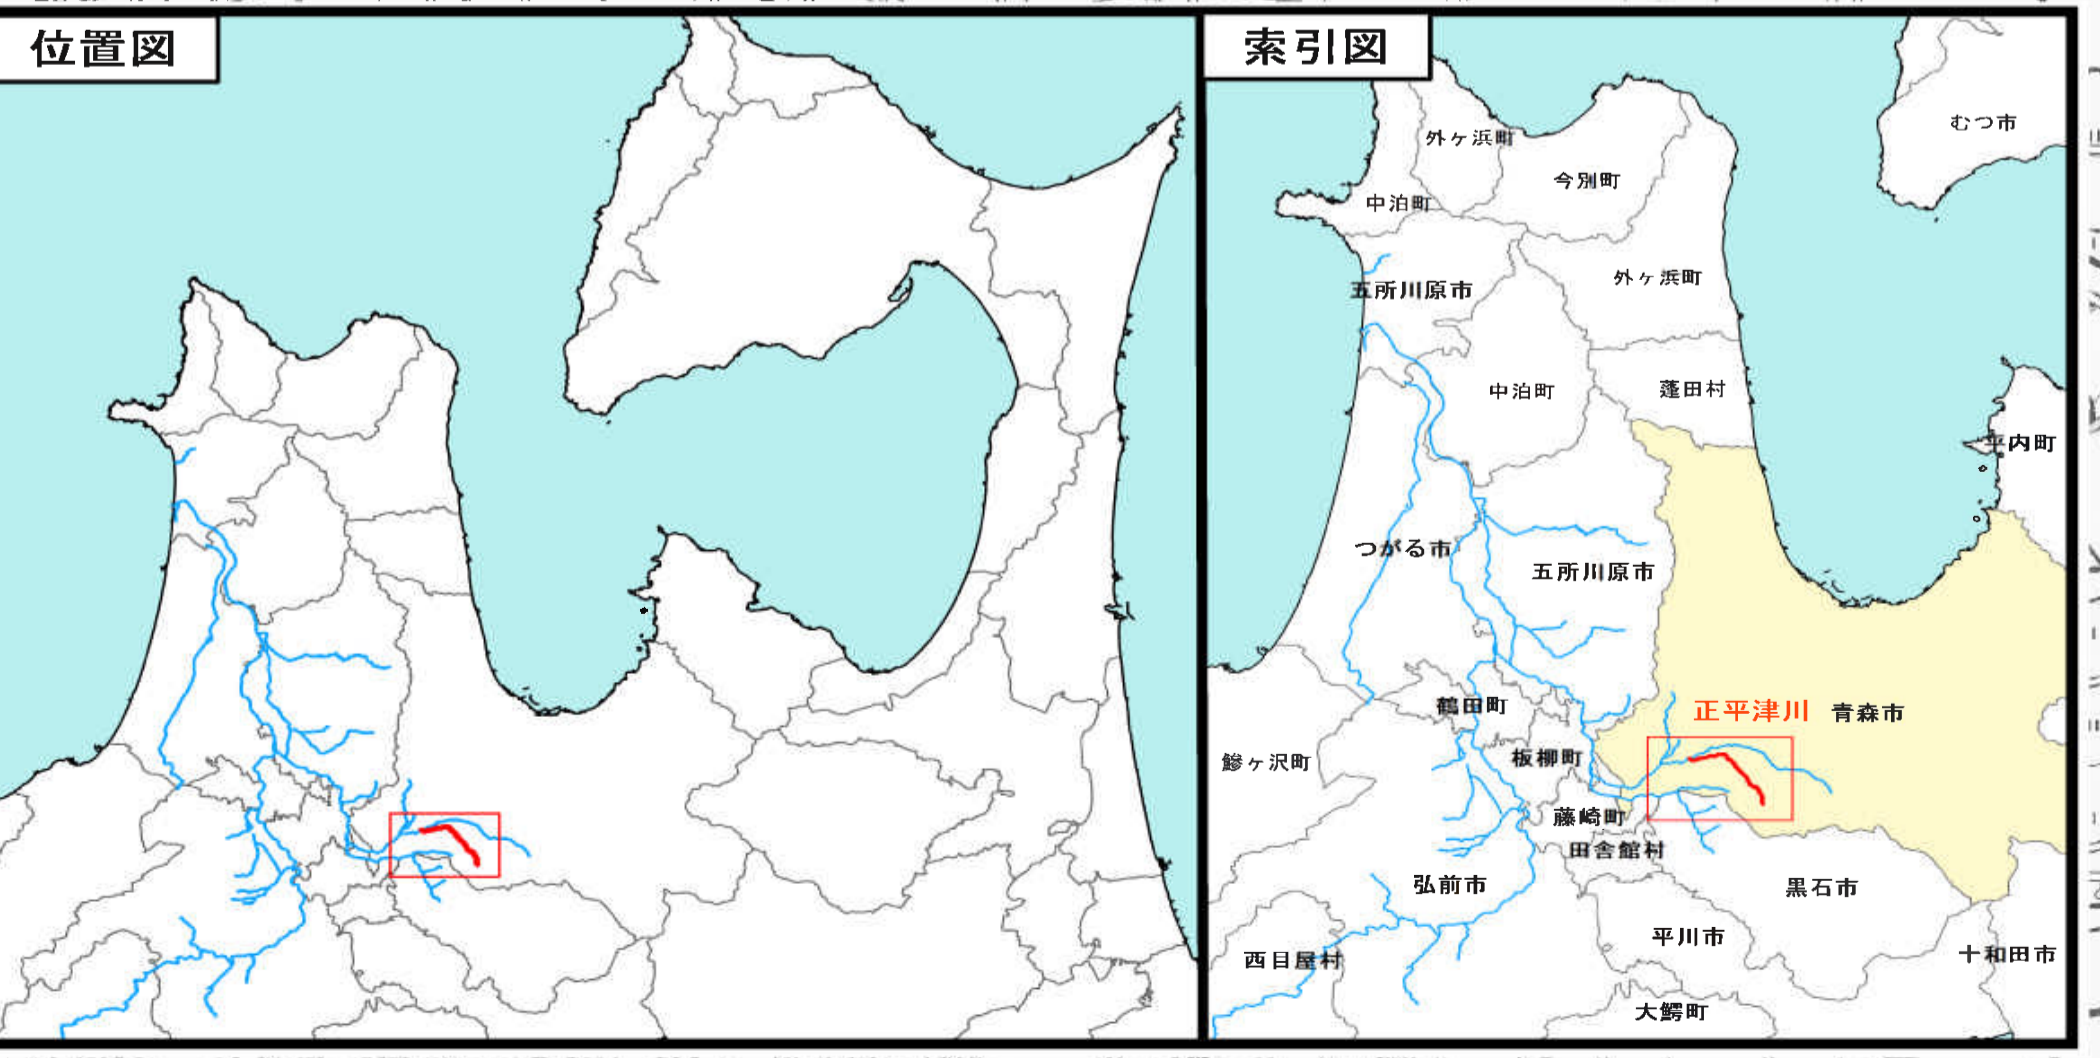 位置図
索引図
むつ市
外ヶ浜町
今別町
中泊町
外ヶ浜町
五所川原市
中泊町
蓬田村
平内町
つがる市
五所川原市
鶴田町
正平津川
青森市
板柳町
鰺ヶ沢町
藤崎町
田舎館村
弘前市
黒石市
平川市
西目屋村
十和田市
大鰐町